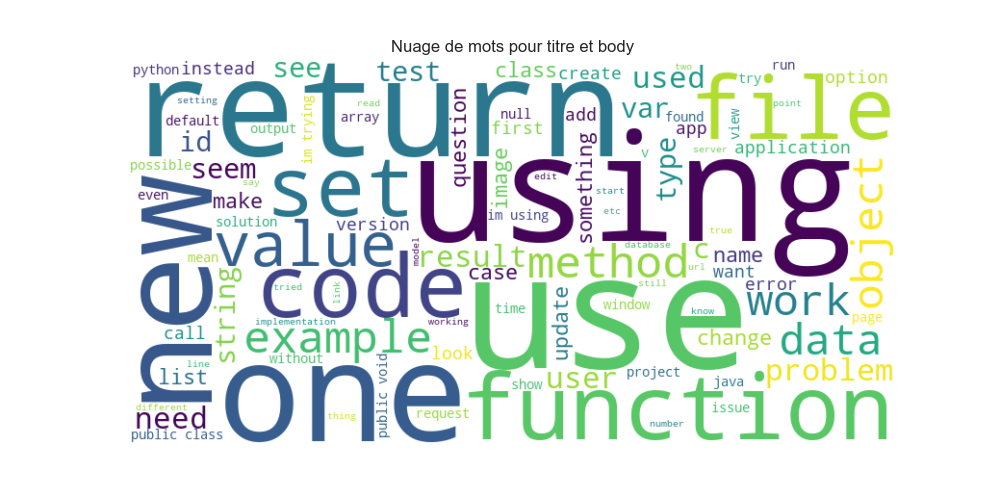 Nuage de mots pour titre et body
python
instead
see
return
test
class
create
used
try
two
run
option
file
setting
default
id
output
im trying
read
array
question
null
first
add
var
found
app
view
point
v
server
application
possible
seem
say
set
using
image
edit
something
start
etc
type
object
even
make
solution
version
im using
true
new
value
mean
string
model
result
method
database
c
url
still
name
want
error
case
code
tried
link
time
use
update
window
know
work
page
call
implementation
working
example
change
data
line
list
without
look
public void
show
user
project
java
problem
different
need
one
thing
request
function
issue
number
public class